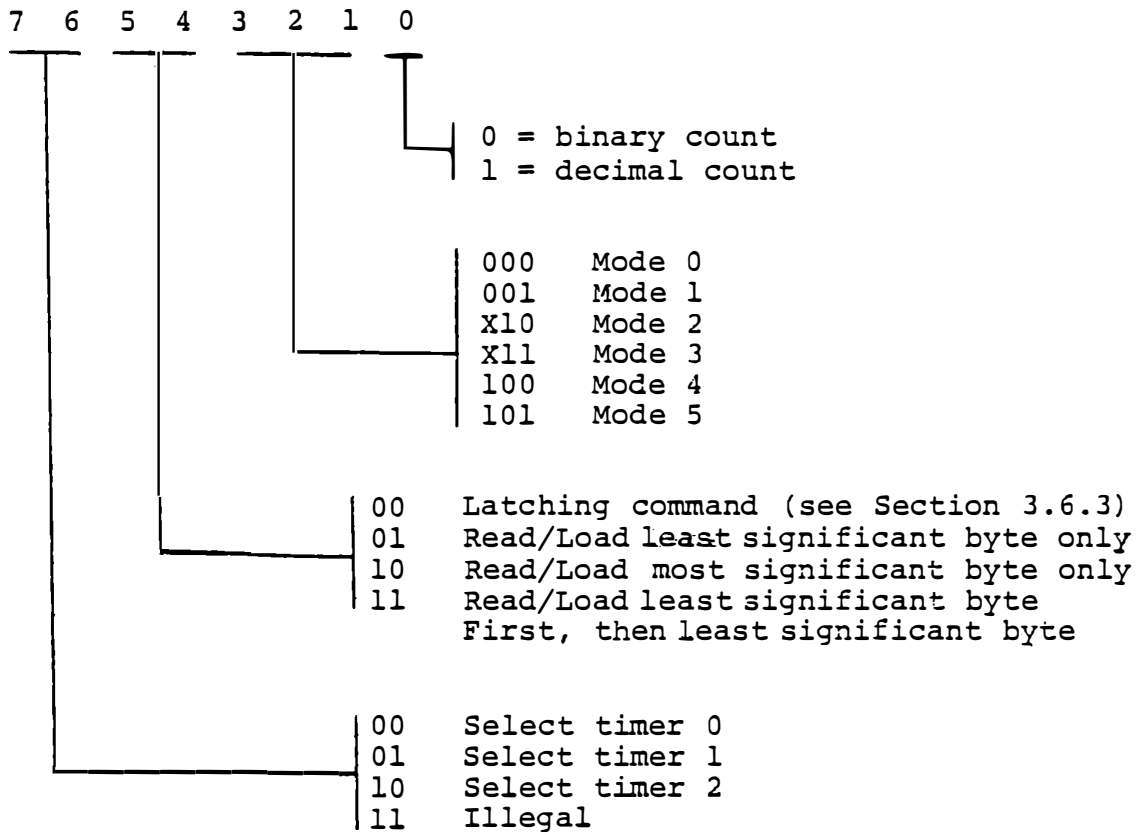 7 6 5 4 3 2 1 0
0 = binary count
1 = decimal count
000 Mode 0
001 Mode 1
X10 Mode 2
X11 Mode 3
100 Mode 4
101 Mode 5
00 Latching command (see Section 3.6.3)
01 Read/Load least significant byte only
10 Read/Load most significant byte only
11 Read/Load least significant byte
First, then least significant byte
00 Select timer 0
01 Select timer 1
10 Select timer 2
11 Illegal